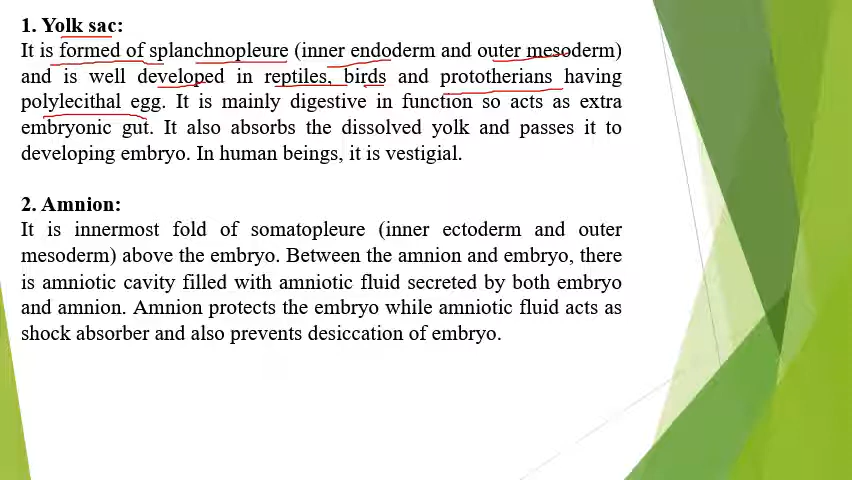 1. Yolk sac:
It is formed of splanchnopleure (inner endoderm and outer mesoderm)
and is well developed in reptiles, birds and prototherians having
polylecithal egg. It is mainly digestive in function so acts as extra
embryonic gut. It also absorbs the dissolved yolk and passes it to
developing embryo. In human beings, it is vestigial.
2. Amnion:
It is innermost fold of somatopleure (inner ectoderm and outer
mesoderm) above the embryo. Between the amnion and embryo, there
is amniotic cavity filled with amniotic fluid secreted by both embryo
and amnion. Amnion protects the embryo while amniotic fluid acts as
shock absorber and also prevents desiccation of embryo.